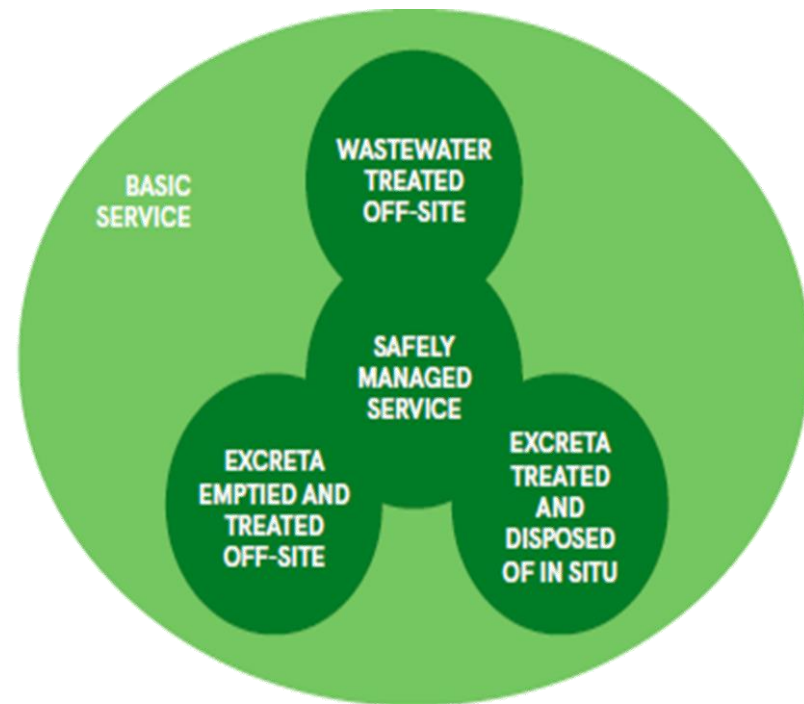 WASTEWATER
TREATED
OFF-SITE
BASIC
SERVICE
SAFELY
MANAGED
SERVICE
EXCRETA
EMPTIED AND
TREATED
OFF-SITE
EXCRETA
TREATED
AND
DISPOSED
OF IN SITU